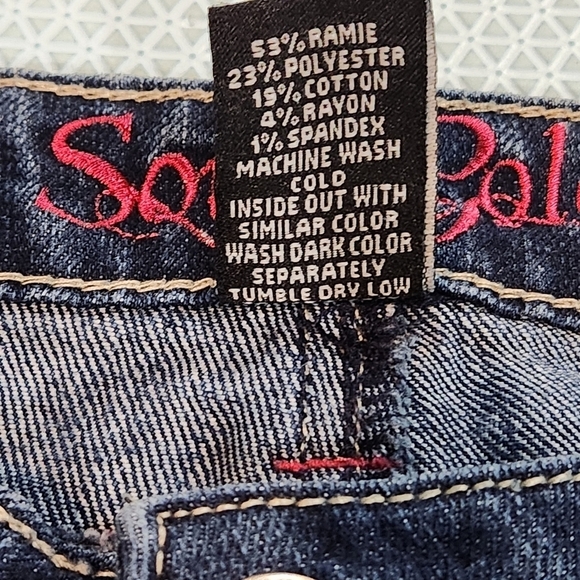 53% RAMIE
23% POLYESTER
19% COTTON
4% RAYON
1% SPANDEX
MACHINE WASH
COLD
INSIDE OUT WITH
SIMILAR COLOR
WASH DARK COLOR
SEPARATELY
TUMBLE DRY LOW